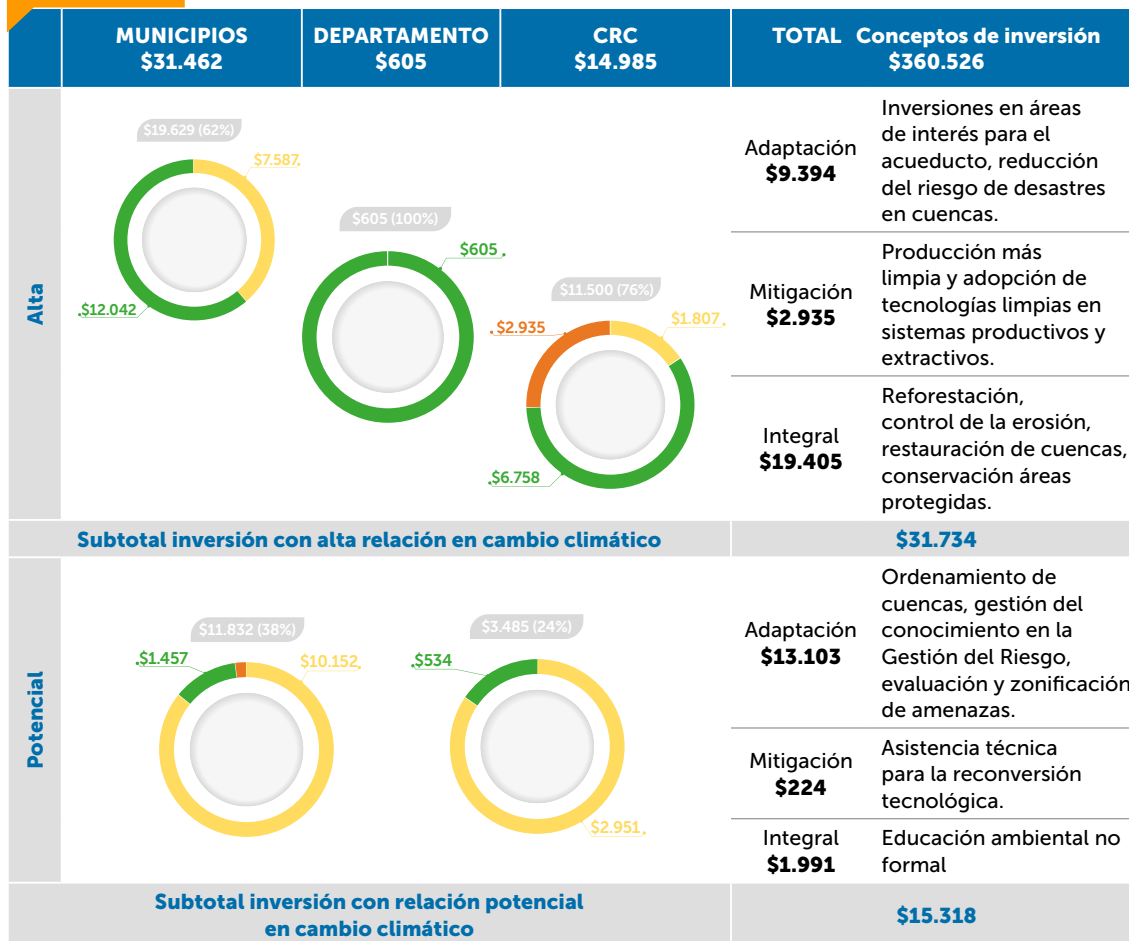 MUNICIPIOS
$31.462
DEPARTAMENTO
$605
CRC
$14.985
TOTAL Conceptos de inversión
$360.526
Alta
$19.629 (62%)
$7.587
$12.042
$605 (100%)
$605
$11.500 (76%)
$2.935
$1.807
$6.758
Adaptación
$9.394
Inversiones en áreas
de interés para el
acueducto, reducción
del riesgo de desastres
en cuencas.
Mitigación
$2.935
Producción más
limpia y adopción de
tecnologías limpias en
sistemas productivos y
extractivos.
Integral
$19.405
Reforestación,
control de la erosión,
restauración de cuencas,
conservación áreas
protegidas.
Subtotal inversión con alta relación en cambio climático
$31.734
Potencial
$11.832 (38%)
$1.457
$10.152
$3.485 (24%)
$534
$2.951
Adaptación
$13.103
Ordenamiento de
cuencas, gestión del
conocimiento en la
Gestión del Riesgo,
evaluación y zonificación
de amenazas.
Mitigación
$224
Asistencia técnica
para la reconversión
tecnológica.
Integral
$1.991
Educación ambiental no
formal
Subtotal inversión con relación potencial
en cambio climático
$15.318